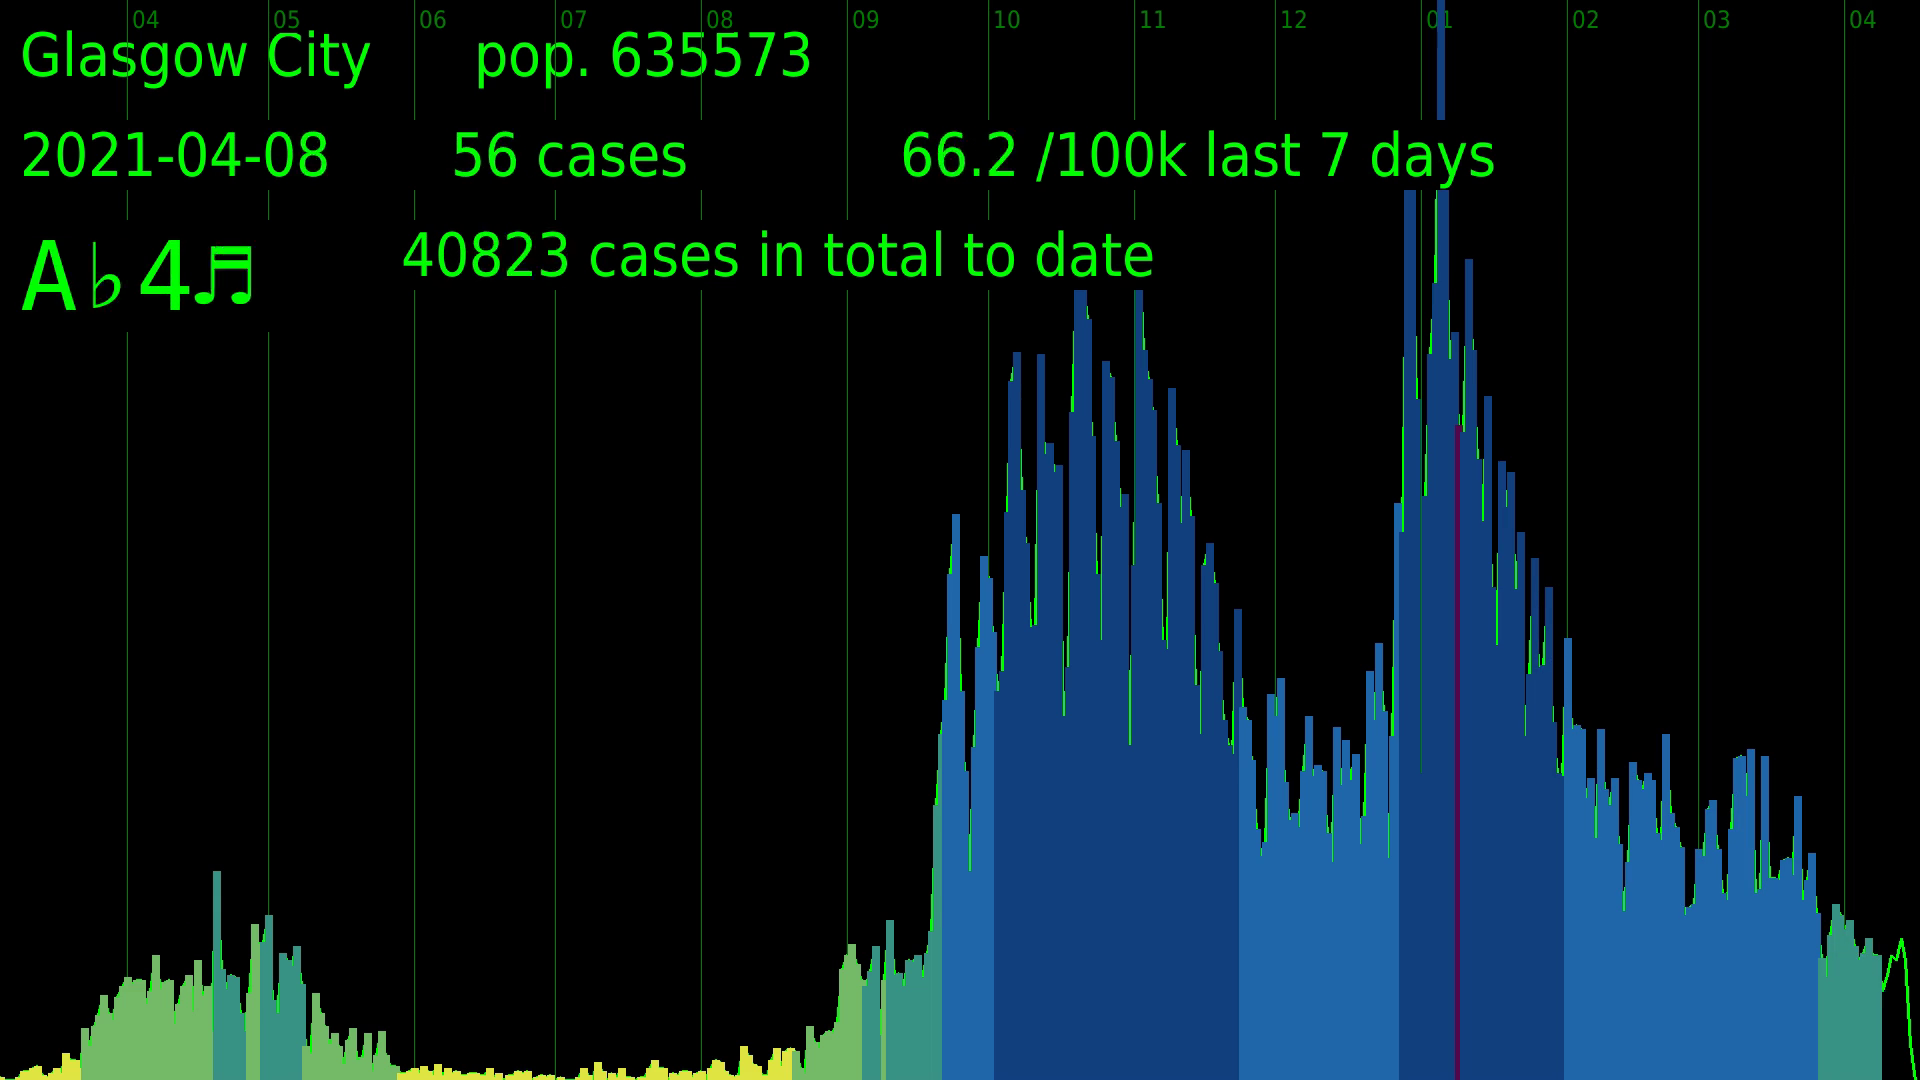 04 05 06 07 08 09 10 11 12 01 02 03 04
Glasgow City pop. 635573
2021-04-08 56 cases 66.2 /100k last 7 days
A♭4♬ 40823 cases in total to date